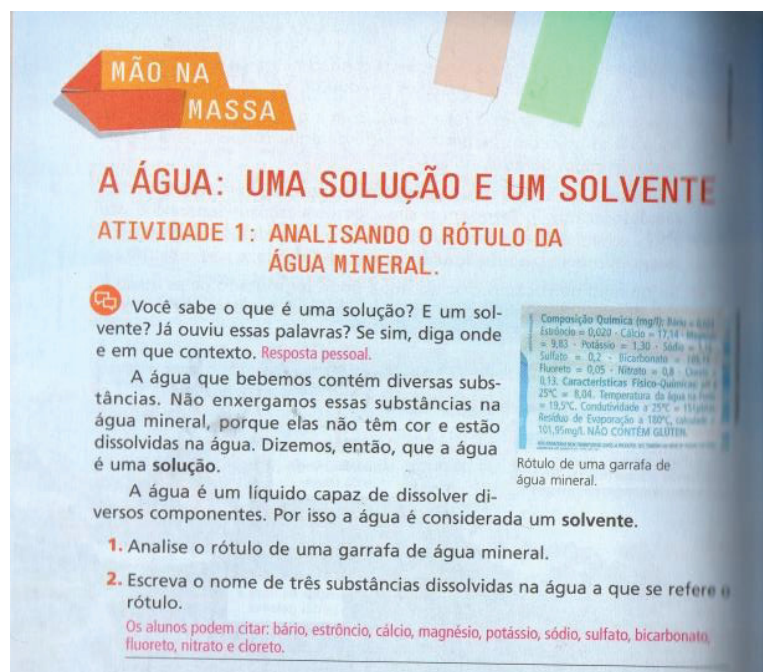 MÃO NA
MASSA
A ÁGUA: UMA SOLUÇÃO E UM SOLVENTE
ATIVIDADE 1: ANALISANDO O RÓTULO DA
ÁGUA MINERAL.
Você sabe o que é uma solução? E um sol-
vente? Já ouviu essas palavras? Se sim, diga onde
e em que contexto. Resposta pessoal.
A água que bebemos contém diversas subs-
tâncias. Não enxergamos essas substâncias na
água mineral, porque elas não têm cor e estão
dissolvidas na água. Dizemos, então, que a água
é uma solução.
A água é um líquido capaz de dissolver di-
versos componentes. Por isso a água é considerada um solvente.
Composição Química (mg/l): Bário =
Estrôncio = 0,020 - Cálcio = 17,14 -
= 9,83 - Potássio = 1,30 - Sódio =
Sulfato = 0,2 - Bicarbonato =
Fluoreto = 0,05 - Nitrato = 0,8 -
0,13. Características Físico-Químicas:
25ºC = 8,04. Temperatura da água na
= 19,5ºC. Condutividade a 25ºC =
Resíduo de Evaporação a 180ºC,
101,95mg/l. NÃO CONTÉM GLÚTEN.
Rótulo de uma garrafa de
água mineral.
1. Analise o rótulo de uma garrafa de água mineral.
2. Escreva o nome de três substâncias dissolvidas na água a que se refere o
rótulo.
Os alunos podem citar: bário, estrôncio, cálcio, magnésio, potássio, sódio, sulfato, bicarbonato,
fluoreto, nitrato e cloreto.